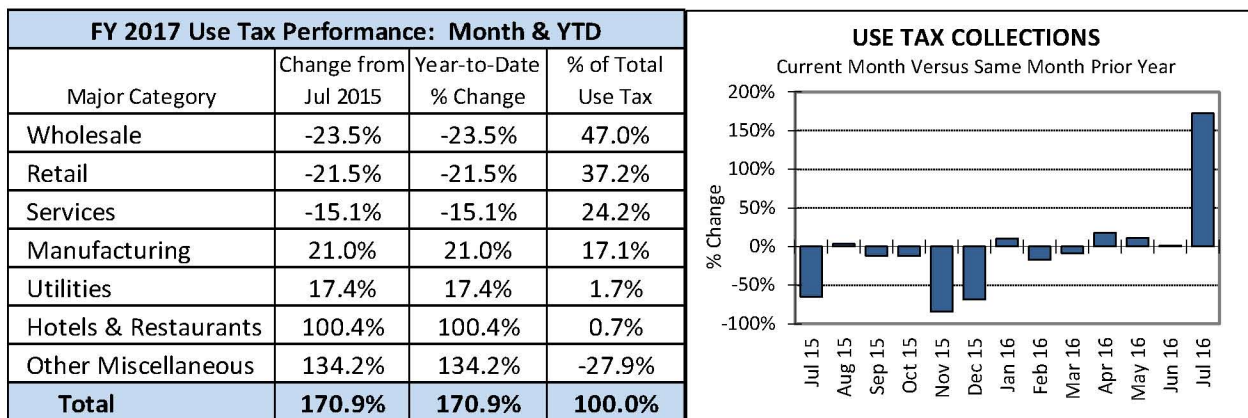 FY 2017 Use Tax Performance: Month & YTD
Major Category Change from Jul 2015 Year-to-Date % Change % of Total Use Tax
Wholesale -23.5% -23.5% 47.0%
Retail -21.5% -21.5% 37.2%
Services -15.1% -15.1% 24.2%
Manufacturing 21.0% 21.0% 17.1%
Utilities 17.4% 17.4% 1.7%
Hotels & Restaurants 100.4% 100.4% 0.7%
Other Miscellaneous 134.2% 134.2% -27.9%
Total 170.9% 170.9% 100.0%
USE TAX COLLECTIONS
Current Month Versus Same Month Prior Year
% Change
200%
150%
100%
50%
0%
-50%
-100%
Jul 15
Aug 15
Sep 15
Oct 15
Nov 15
Dec 15
Jan 16
Feb 16
Mar 16
Apr 16
May 16
Jun 16
Jul 16